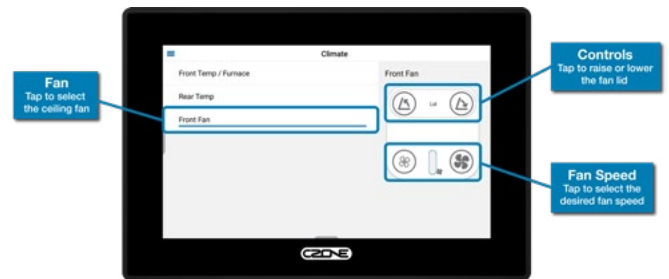 Climate
Front Temp / Furnace
Rear Temp
Front Fan
Front Fan
Lid
CZONE
Fan
Tap to select
the ceiling fan
Controls
Tap to raise or lower
the fan lid
Fan Speed
Tap to select the
desired fan speed